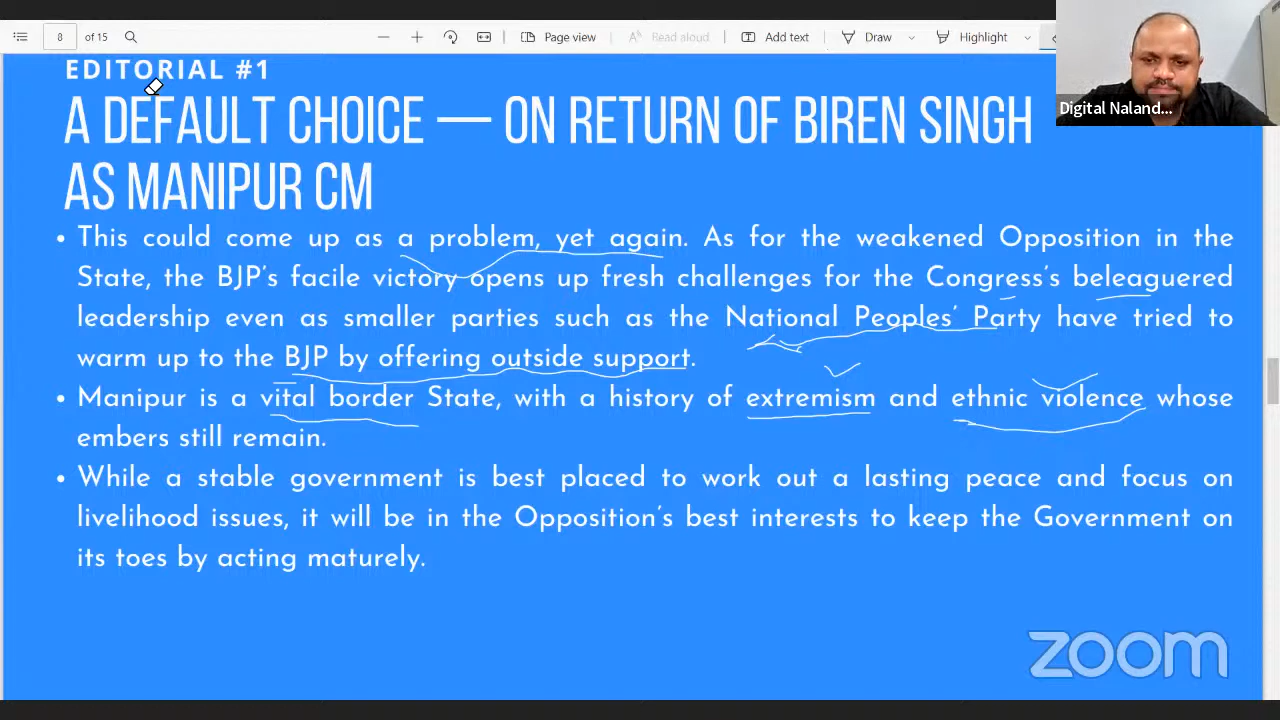 8 of 15 Page view Read aloud Add text Draw Highlight
Digital Naland...
EDITORIAL #1
A DEFAULT CHOICE — ON RETURN OF BIREN SINGH
AS MANIPUR CM
• This could come up as a problem, yet again. As for the weakened Opposition in the
State, the BJP's facile victory opens up fresh challenges for the Congress's beleaguered
leadership even as smaller parties such as the National Peoples' Party have tried to
warm up to the BJP by offering outside support.
• Manipur is a vital border State, with a history of extremism and ethnic violence whose
embers still remain.
• While a stable government is best placed to work out a lasting peace and focus on
livelihood issues, it will be in the Opposition's best interests to keep the Government on
its toes by acting maturely.
zoom